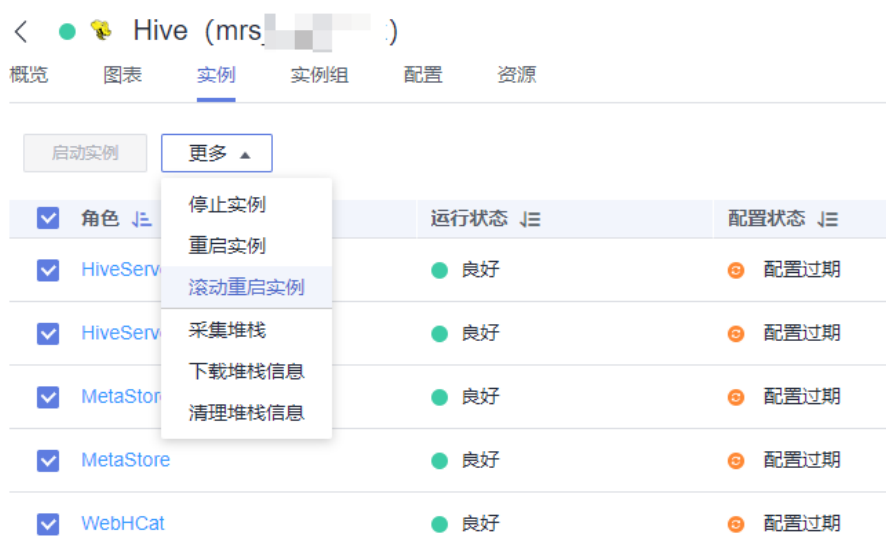 Hive（mrs_ ）
概览 图表 实例 实例组 配置 资源
启动实例 更多
停止实例
角色 运行状态 配置状态
重启实例
HiveServ 良好 配置过期
滚动重启实例
采集堆栈
HiveServ 良好 配置过期
下载堆栈信息
MetaStor 良好 配置过期
清理堆栈信息
MetaStore 良好 配置过期
WebHCat 良好 配置过期